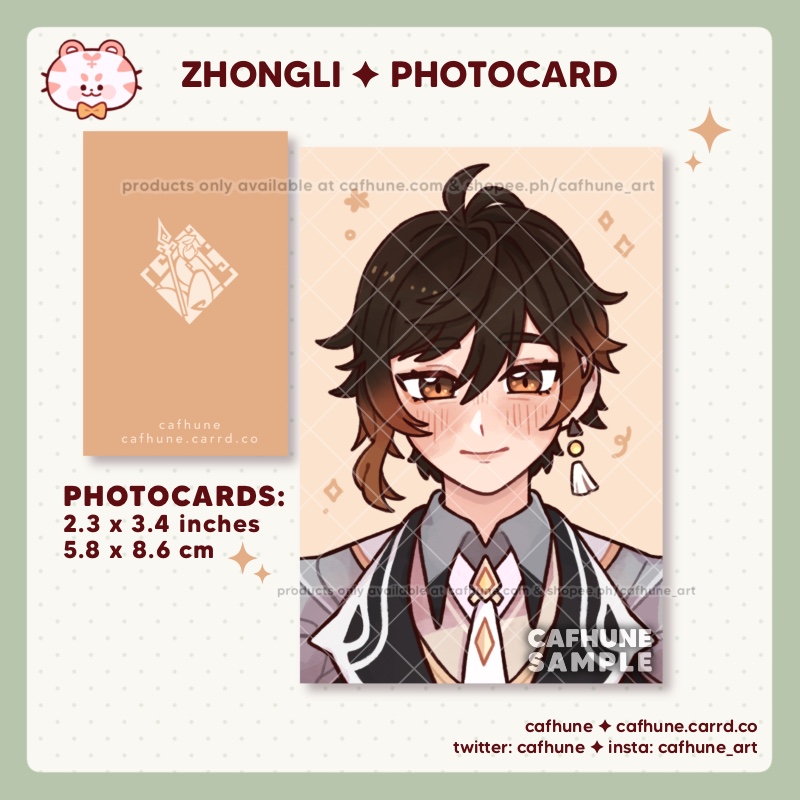 ZHONGLI ✦ PHOTOCARD
products only available at cafhune.com & shopee.ph/cafhune_art
cafhune
cafhune.carrd.co
PHOTOCARDS:
2.3 x 3.4 inches
5.8 x 8.6 cm
products only available at cafhune.com & shopee.ph/cafhune_art
CAFHUNE
SAMPLE
cafhune ✦ cafhune.carrd.co
twitter: cafhune ✦ insta: cafhune_art